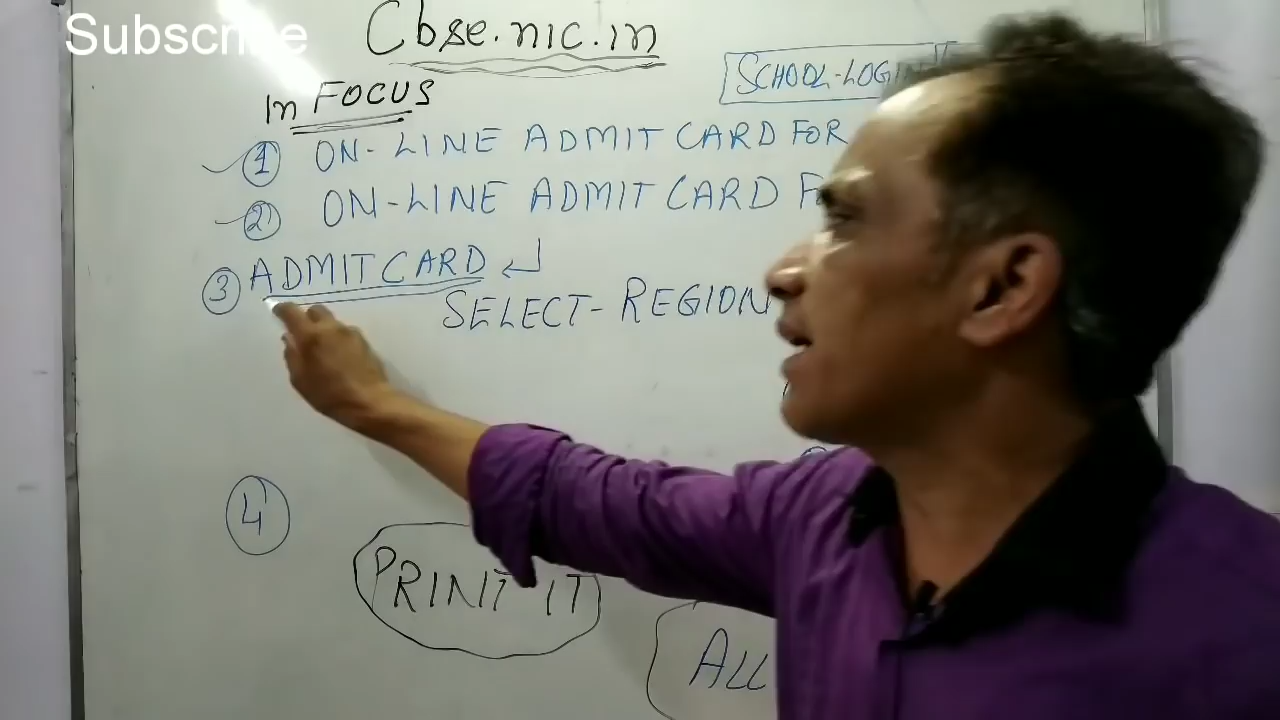 Subscribe
Cbse.nic.in
In FOCUS
SCHOOL-LOGIN
① ON-LINE ADMIT CARD FOR
② ON-LINE ADMIT CARD
③ ADMIT CARD
SELECT-REGION
④
PRINT IT
ALL